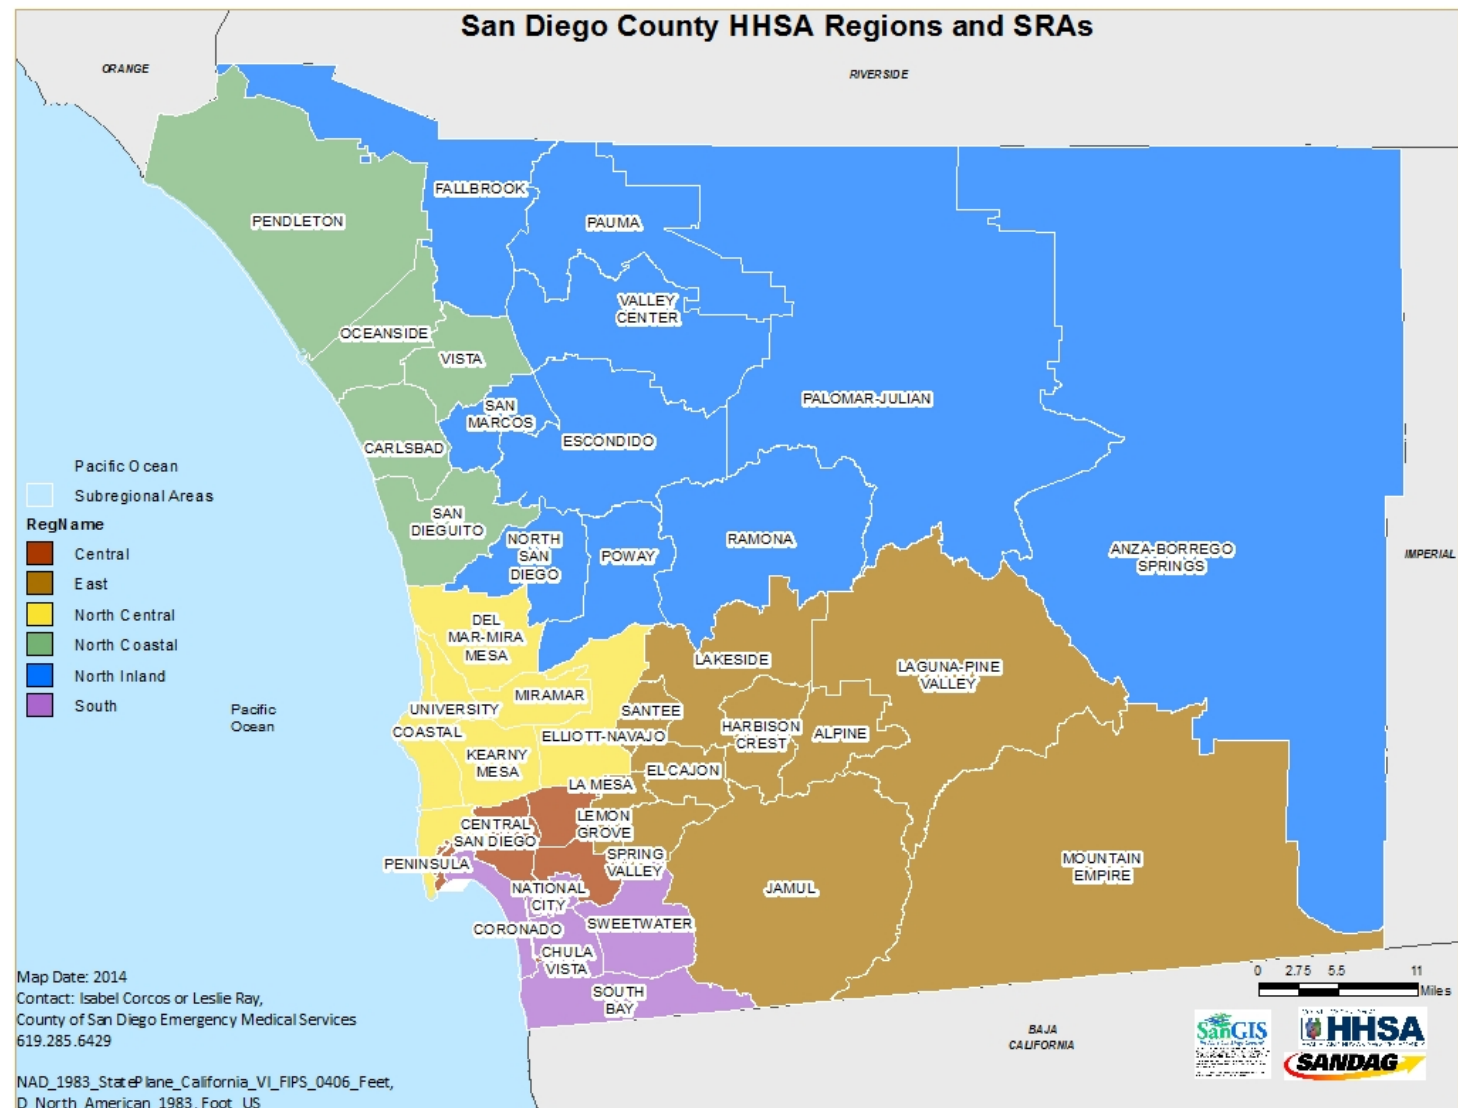 San Diego County HHSA Regions and SRAs
ORANGE
RIVERSIDE
FALLBROOK
PENDLETON
PAUMA
VALLEY
CENTER
OCEANSIDE
VISTA
PALOMAR-JULIAN
SAN
MARCOS
ESCONDIDO
CARLSBAD
Pacific Ocean
Subregional Areas
RegName
Central
East
North Central
North Coastal
North Inland
South
SAN
DIEGUITO
NORTH
SAN
DIEGO
POWAY
RAMONA
ANZA-BORREGO
SPRINGS
IMPERIAL
DEL
MAR-MIRA
MESA
LAKESIDE
LAGUNA-PINE
VALLEY
MIRAMAR
UNIVERSITY
SANTEE
Pacific
Ocean
COASTAL
ELLIOTT-NAVAJO
HARBISON
CREST
ALPINE
KEARNY
MESA
EL CAJON
LA MESA
CENTRAL
SAN DIEGO
LEMON
GROVE
PENINSULA
SPRING
VALLEY
MOUNTAIN
EMPIRE
NATIONAL
CITY
JAMUL
CORONADO
SWEETWATER
CHULA
VISTA
SOUTH
BAY
Map Date: 2014
Contact: Isabel Corcos or Leslie Ray,
County of San Diego Emergency Medical Services
619.285.6429
NAD_1983_StatePlane_California_VI_FIPS_0406_Feet,
D_North_American_1983, Foot_US
0 2.75 5.5 11
Miles
BAJA
CALIFORNIA
SanGIS
HHSA
SANDAG